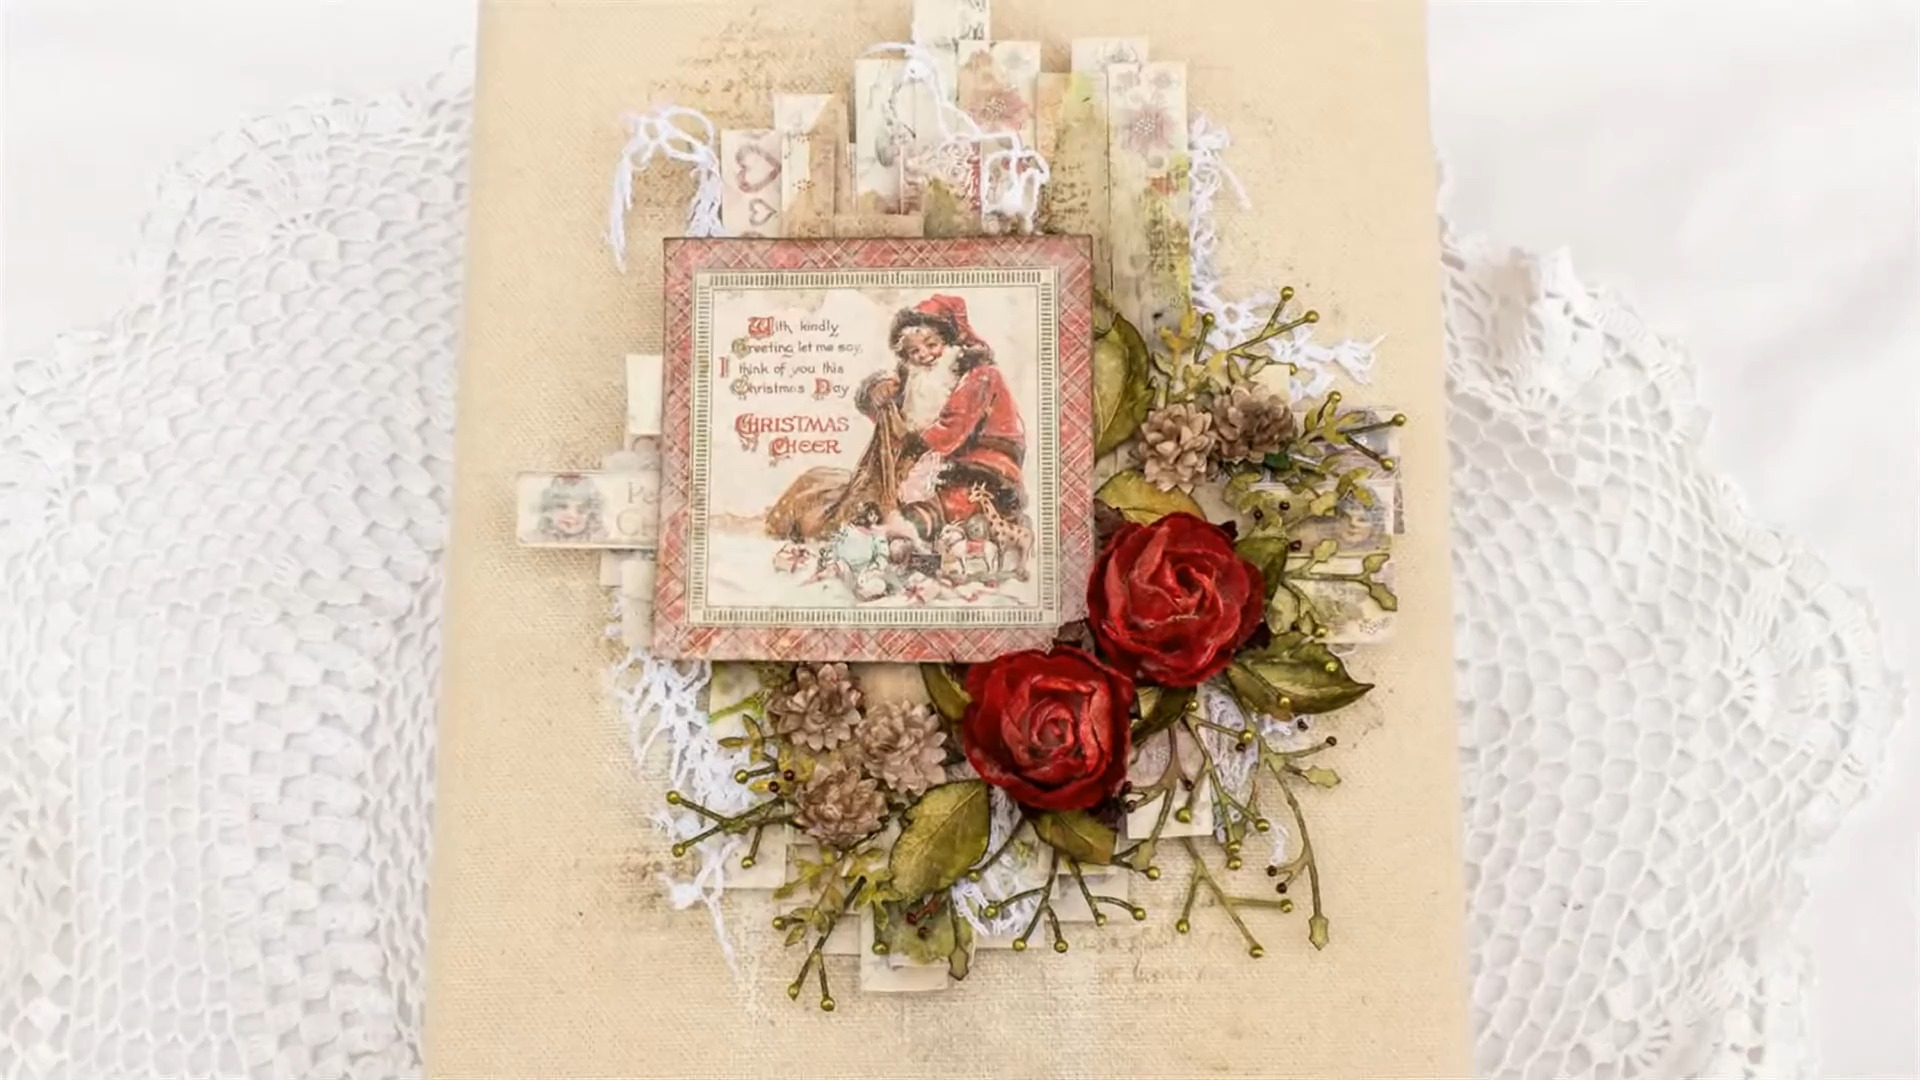 With kindly
Greeting let me say,
I think of you this
Christmas Day
CHRISTMAS
CHEER